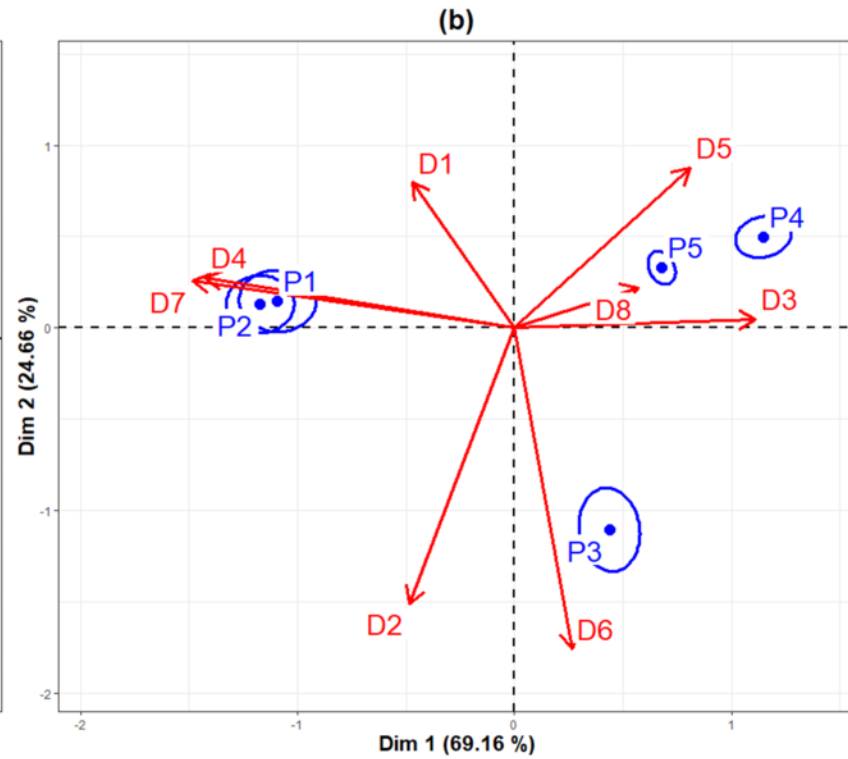 (b)
D1
D5
P4
P5
D4
P1
D7
D3
D8
P2
P3
D6
D2
1
0
-1
-2
Dim 2 (24.66 %)
-2
-1
0
1
Dim 1 (69.16 %)